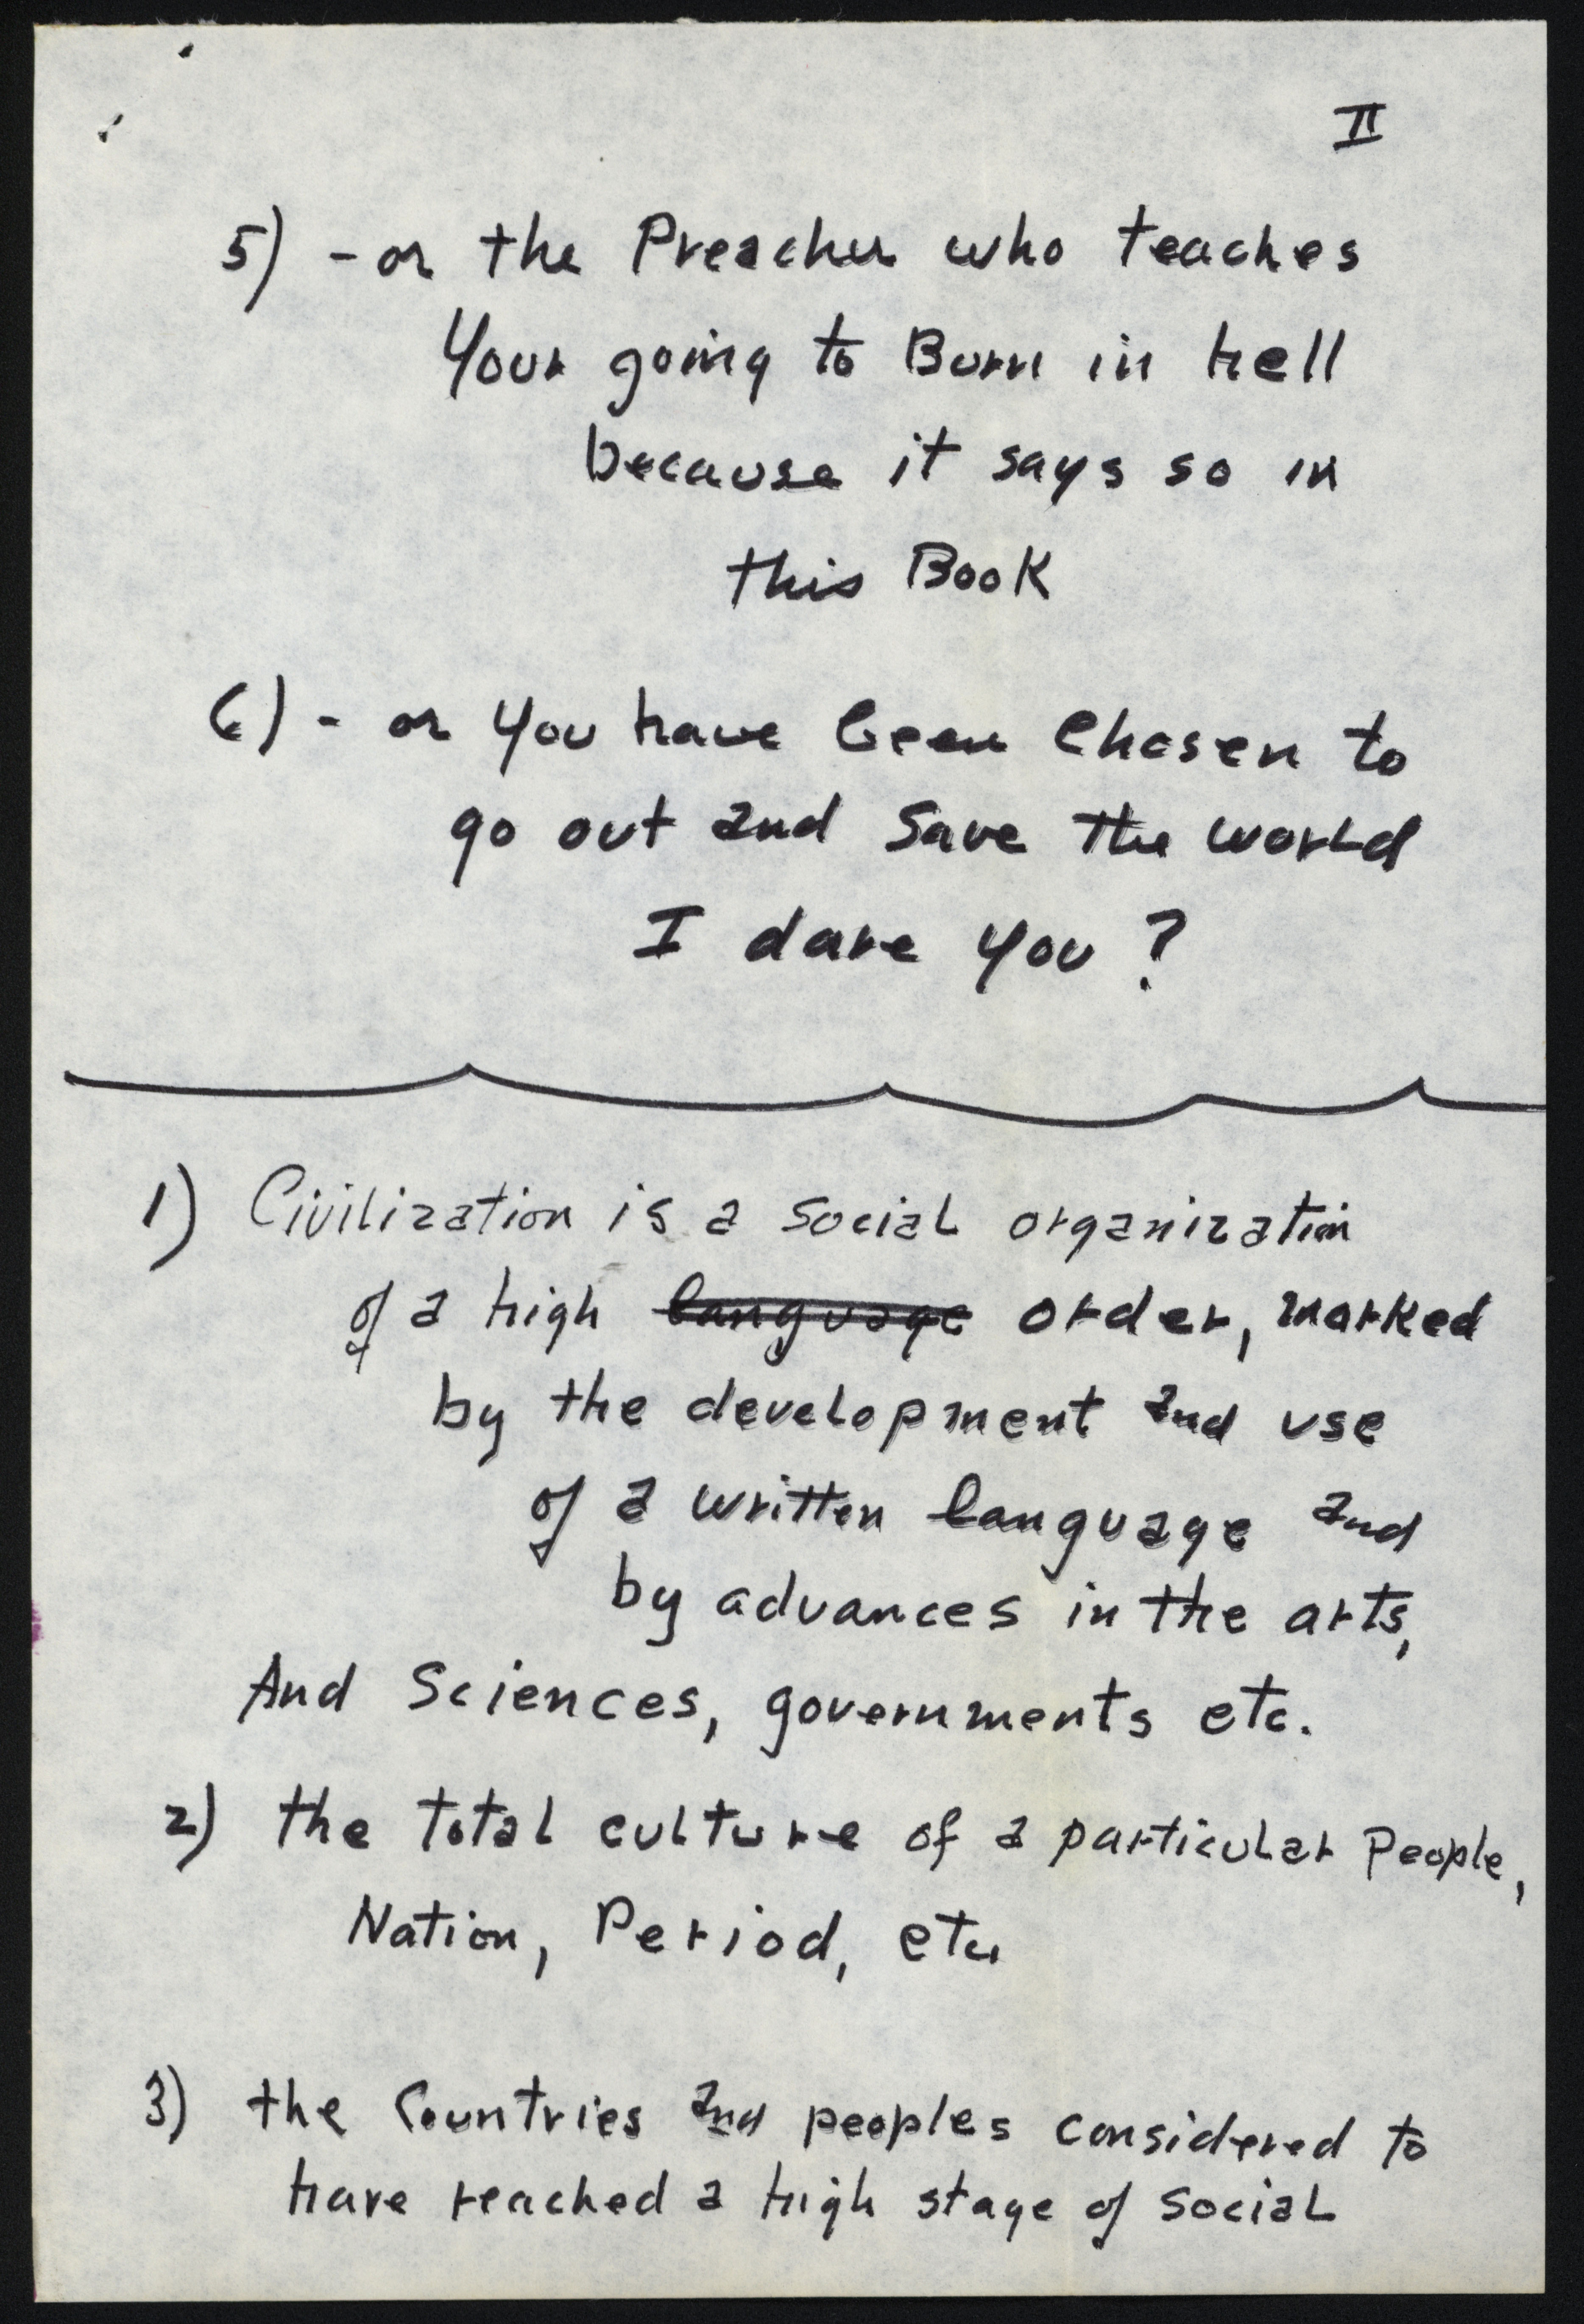 II
5) - or the Preacher who teaches
Your going to Burn in hell
because it says so in
this Book
6) - or You have been Chosen to
go out and Save the World
I dare you ?
1) Civilization is a social organization
of a high ~~language~~ order, marked
by the development and use
of a written language and
by advances in the arts,
And Sciences, governments etc.
2) the total culture of a particular People,
Nation, Period, etc
3) the Countries and peoples considered to
have reached a high stage of social